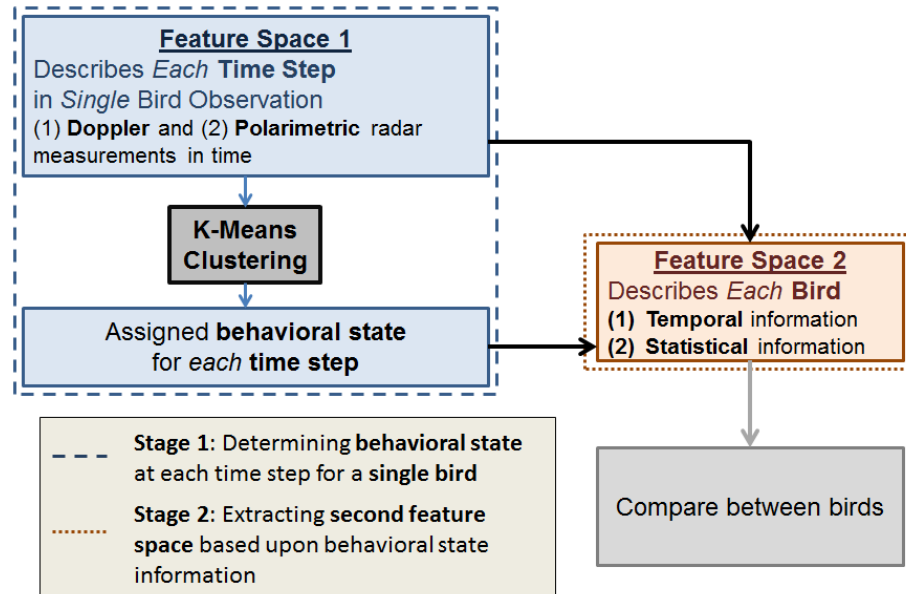 Feature Space 1
Describes Each Time Step
in Single Bird Observation
(1) Doppler and (2) Polarimetric radar
measurements in time
K-Means
Clustering
Assigned behavioral state
for each time step
Feature Space 2
Describes Each Bird
(1) Temporal information
(2) Statistical information
Compare between birds
Stage 1: Determining behavioral state
at each time step for a single bird
Stage 2: Extracting second feature
space based upon behavioral state
information